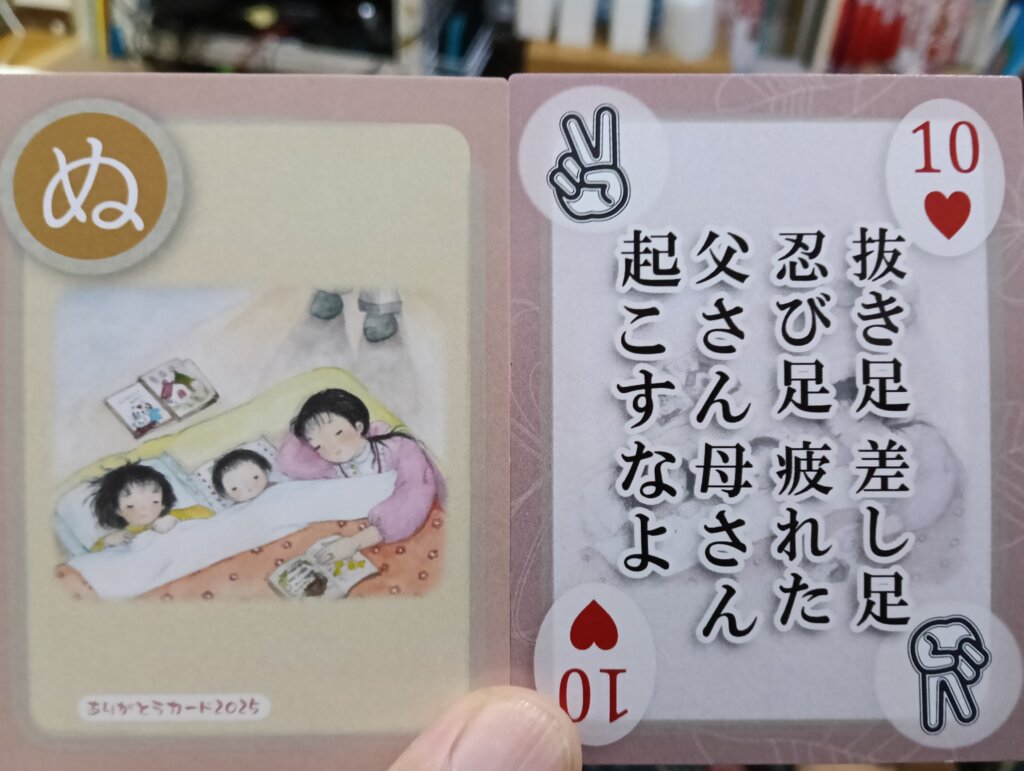 ぬ
ありがとうカード2025
10
抜き足 差し足
忍び足 疲れた
父さん 母さん
起こすなよ
10